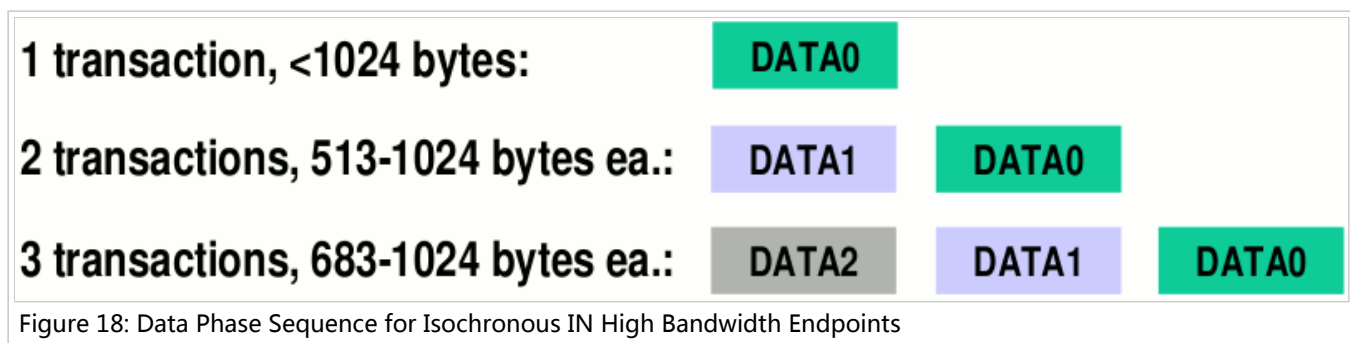 1 transaction, <1024 bytes: DATA0
2 transactions, 513-1024 bytes ea.: DATA1 DATA0
3 transactions, 683-1024 bytes ea.: DATA2 DATA1 DATA0
Figure 18: Data Phase Sequence for Isochronous IN High Bandwidth Endpoints